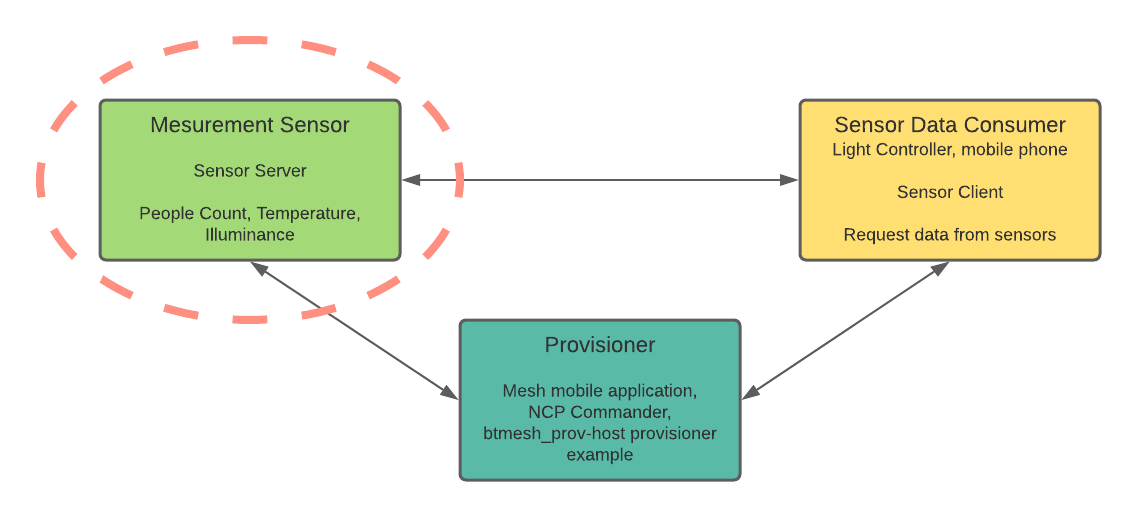 Mesurement Sensor
Sensor Server
People Count, Temperature,
Illuminance
Sensor Data Consumer
Light Controller, mobile phone
Sensor Client
Request data from sensors
Provisioner
Mesh mobile application,
NCP Commander,
btmesh_prov-host provisioner
example